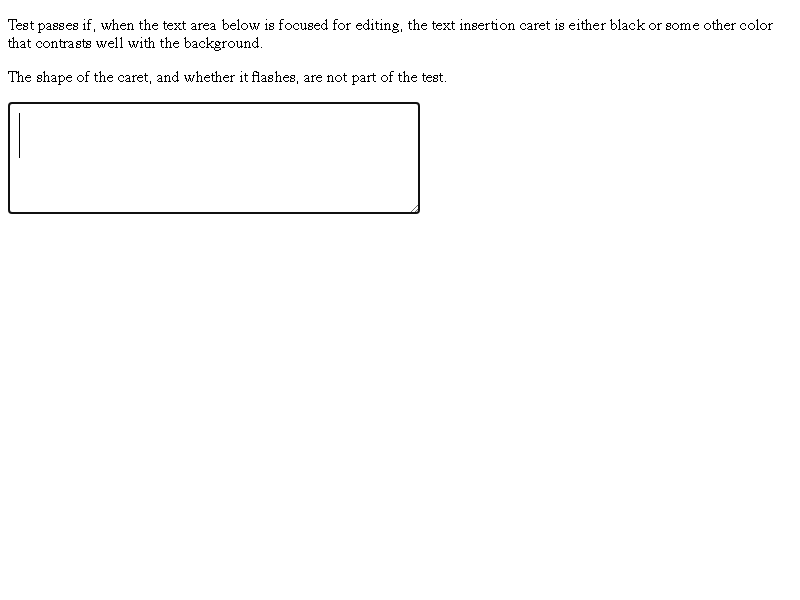 Test passes if, when the text area below is focused for editing, the text insertion caret is either black or some other color
that contrasts well with the background.
The shape of the caret, and whether it flashes, are not part of the test.